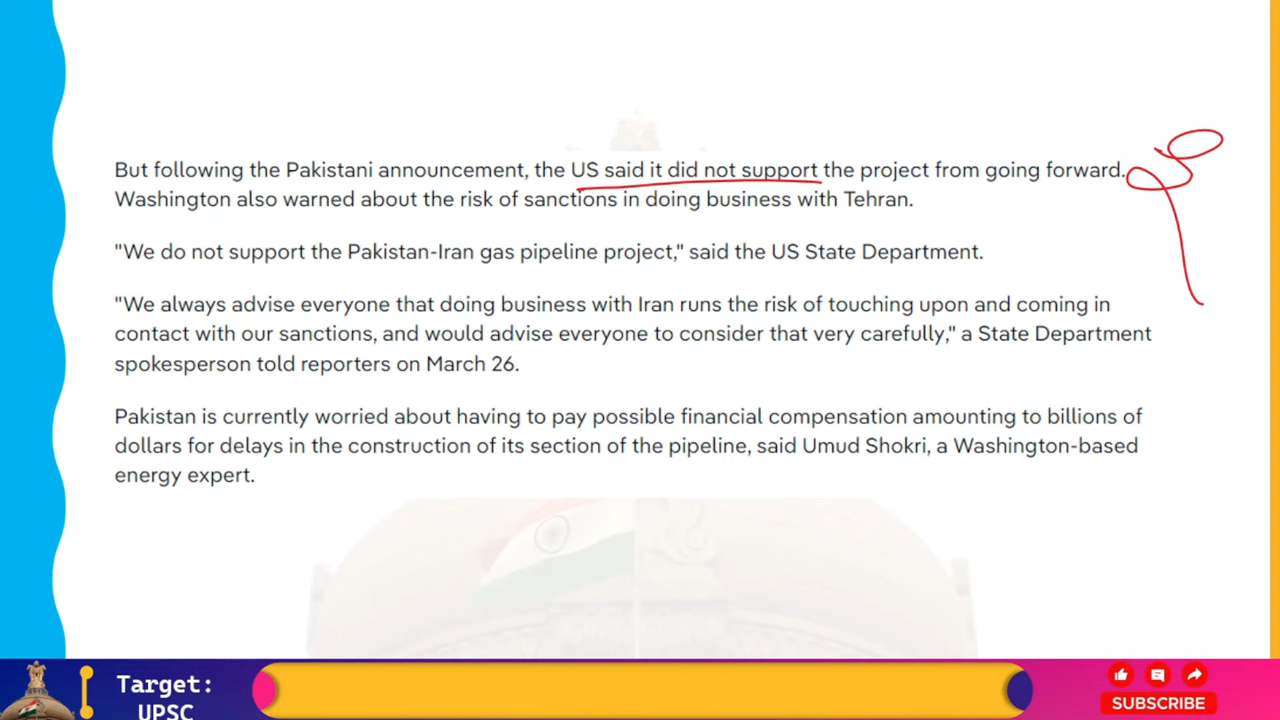 But following the Pakistani announcement, the US said it did not support the project from going forward.
Washington also warned about the risk of sanctions in doing business with Tehran.
"We do not support the Pakistan-Iran gas pipeline project," said the US State Department.
"We always advise everyone that doing business with Iran runs the risk of touching upon and coming in
contact with our sanctions, and would advise everyone to consider that very carefully," a State Department
spokesperson told reporters on March 26.
Pakistan is currently worried about having to pay possible financial compensation amounting to billions of
dollars for delays in the construction of its section of the pipeline, said Umud Shokri, a Washington-based
energy expert.
Target:
UPSC
SUBSCRIBE